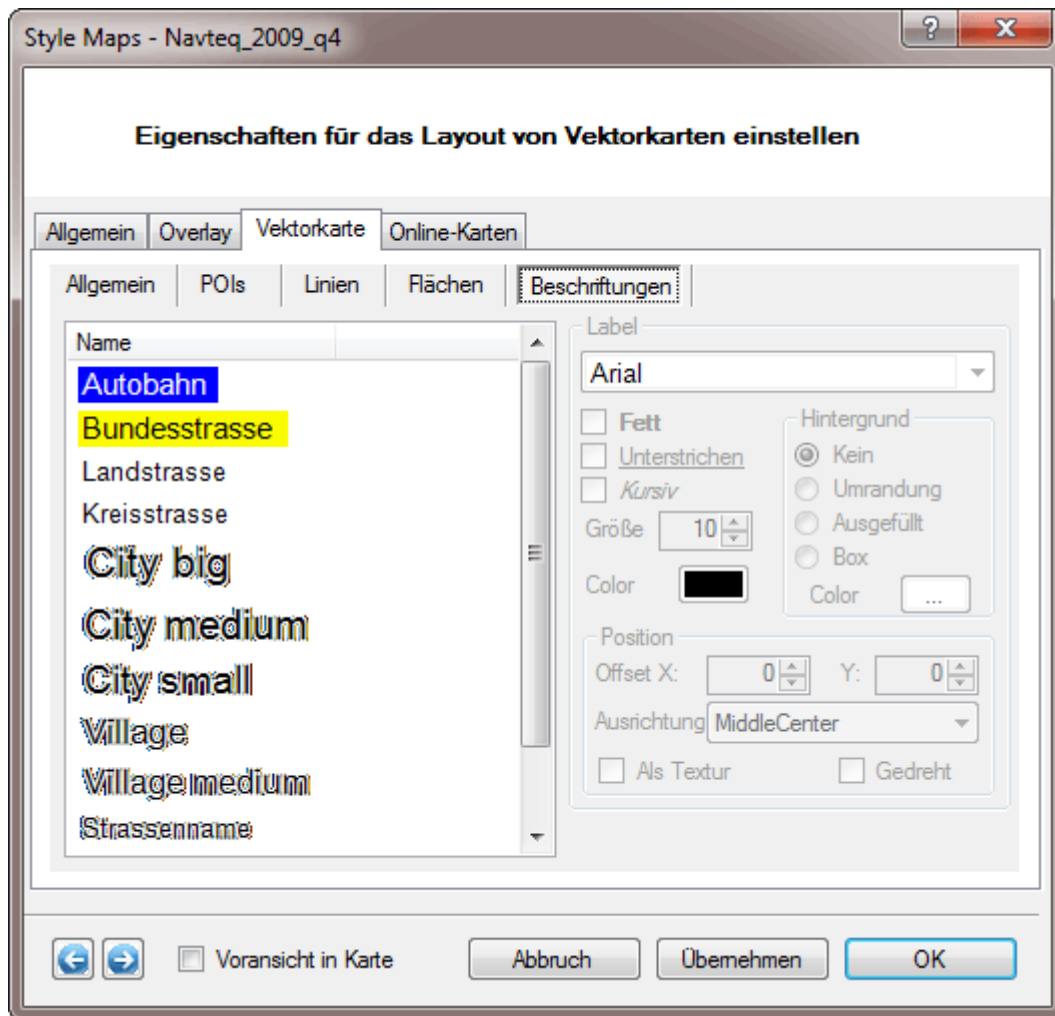 Style Maps - Navteq_2009_q4
Eigenschaften für das Layout von Vektorkarten einstellen
Allgemein Overlay Vektorkarte Online-Karten
Allgemein POIs Linien Flächen Beschriftungen
Name
Autobahn
Bundesstrasse
Landstrasse
Kreisstrasse
City big
City medium
City small
Village
Village medium
Strassenname
Label
Arial
Fett
Unterstrichen
Kursiv
Größe 10
Color
Hintergrund
Kein
Umrandung
Ausgefüllt
Box
Color ...
Position
Offset X: 0 Y: 0
Ausrichtung MiddleCenter
Als Textur Gedreht
Voransicht in Karte Abbruch Übernehmen OK